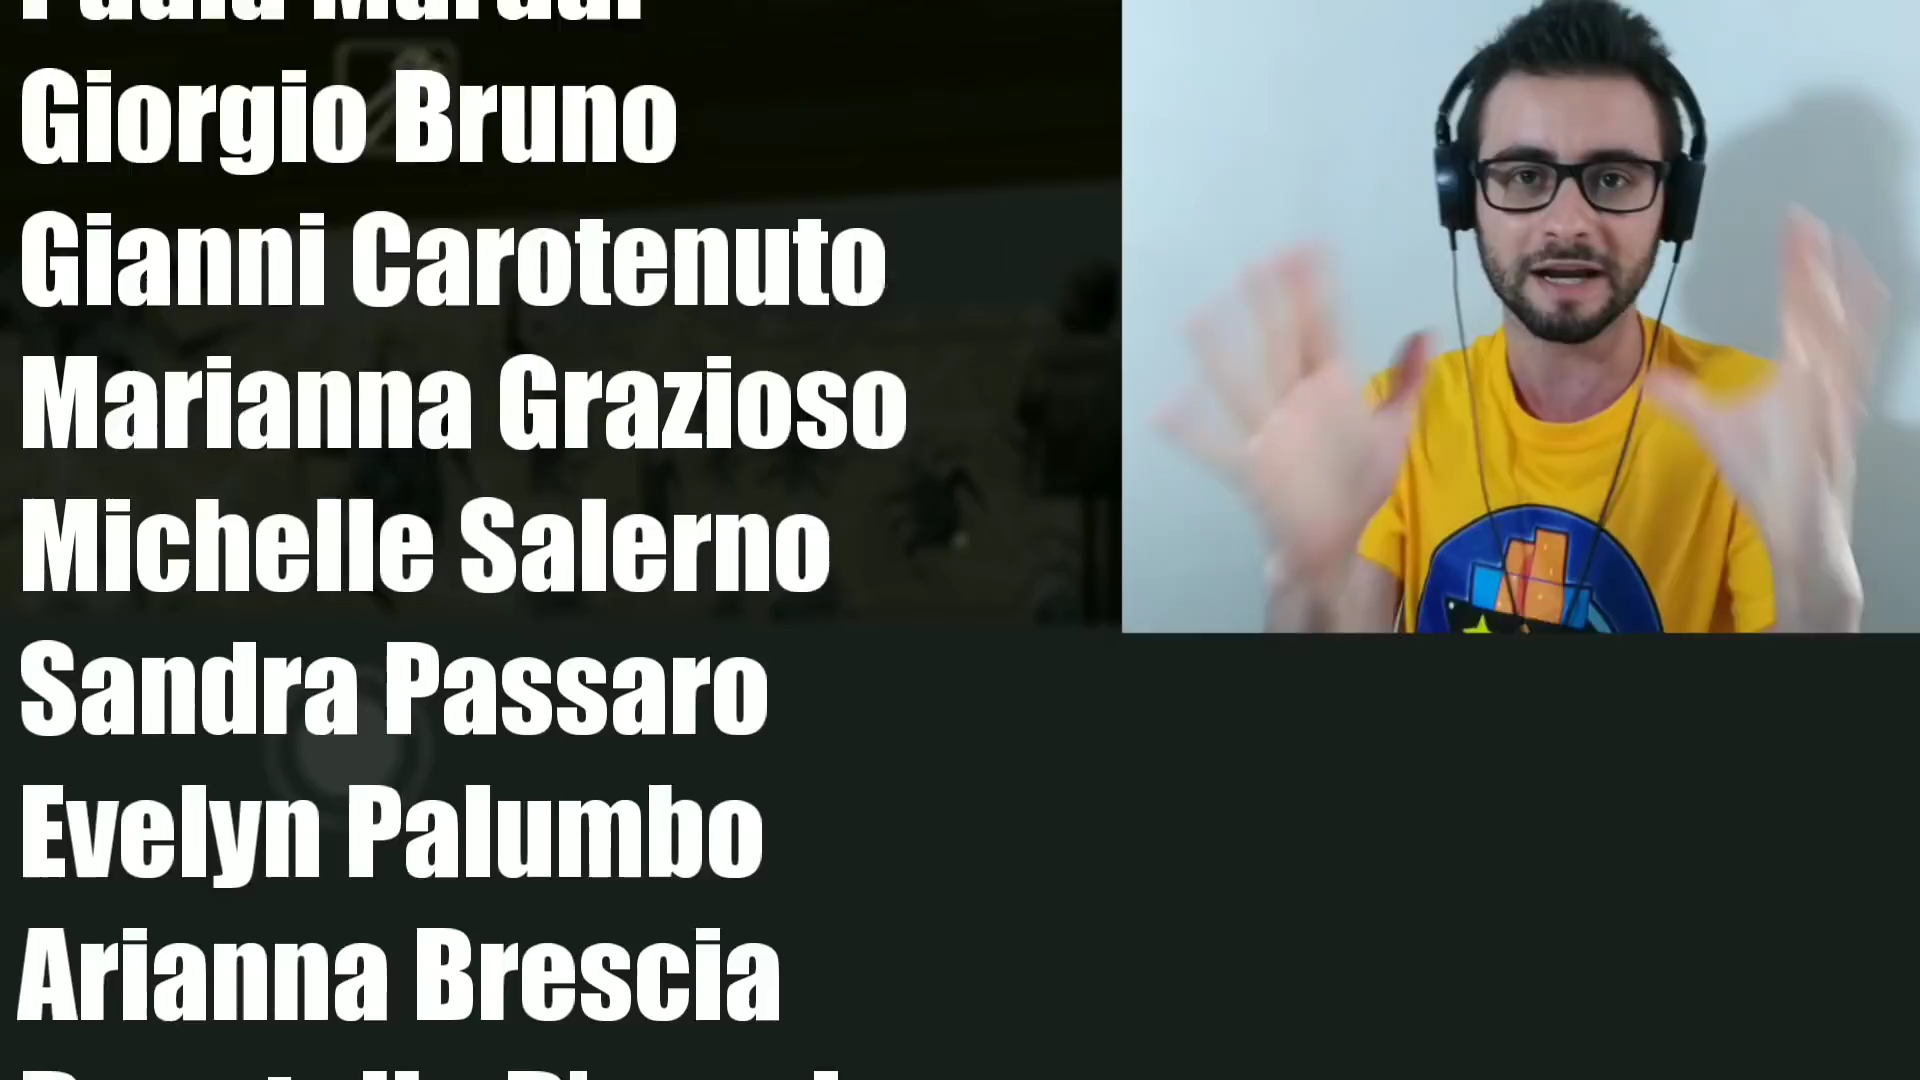 Giorgio Bruno
Gianni Carotenuto
Marianna Grazioso
Michelle Salerno
Sandra Passaro
Evelyn Palumbo
Arianna Brescia